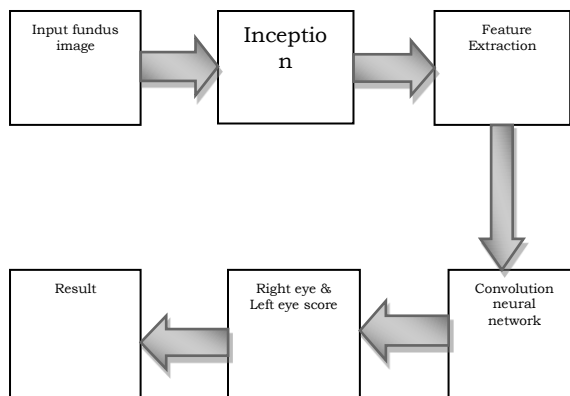 Input fundus
image
Inceptio
n
Feature
Extraction
Convolution
neural
network
Right eye &
Left eye score
Result